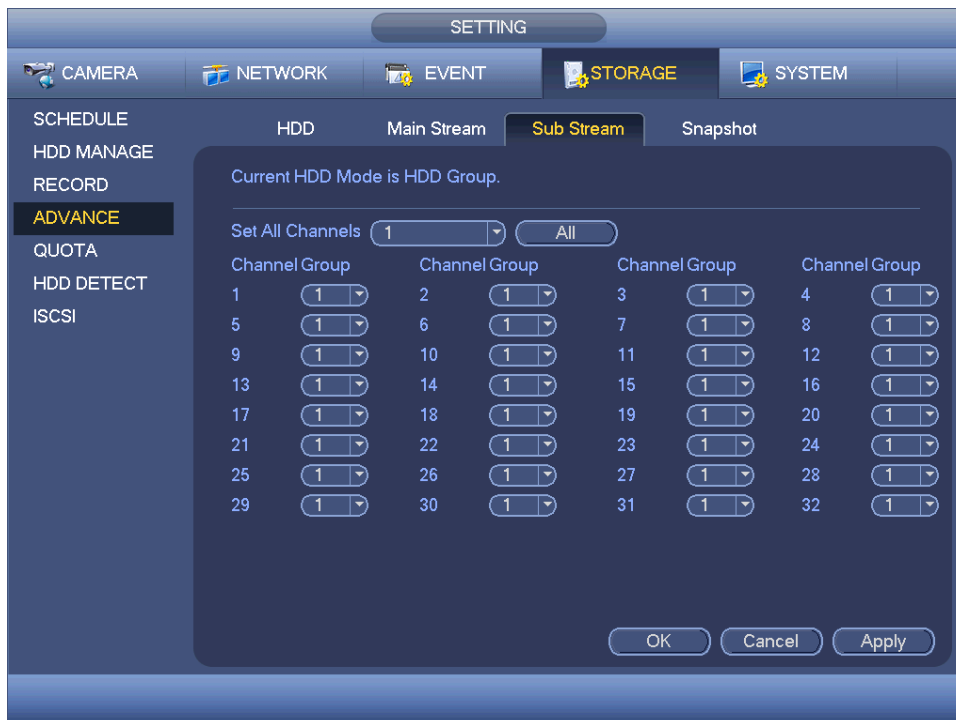 SETTING
CAMERA NETWORK EVENT STORAGE SYSTEM
SCHEDULE
HDD MANAGE
RECORD
ADVANCE
QUOTA
HDD DETECT
ISCSI
HDD Main Stream Sub Stream Snapshot
Current HDD Mode is HDD Group.
Set All Channels 1 All
Channel Group Channel Group Channel Group Channel Group
1 1 2 1 3 1 4 1
5 1 6 1 7 1 8 1
9 1 10 1 11 1 12 1
13 1 14 1 15 1 16 1
17 1 18 1 19 1 20 1
21 1 22 1 23 1 24 1
25 1 26 1 27 1 28 1
29 1 30 1 31 1 32 1
OK Cancel Apply